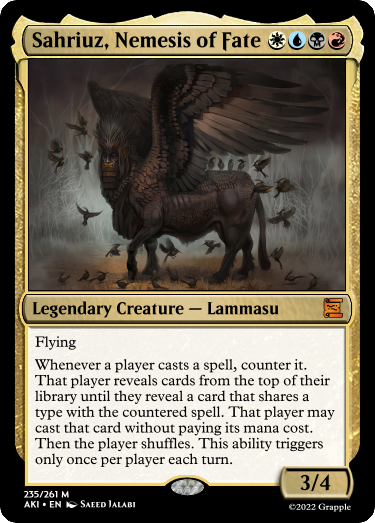 Sahriuz, Nemesis of Fate
Legendary Creature — Lammasu
Flying
Whenever a player casts a spell, counter it.
That player reveals cards from the top of their
library until they reveal a card that shares a
type with the countered spell. That player may
cast that card without paying its mana cost.
Then the player shuffles. This ability triggers
only once per player each turn.
3/4
235/261 M
AKI • EN Saeed Jalabi
©2022 Grapple